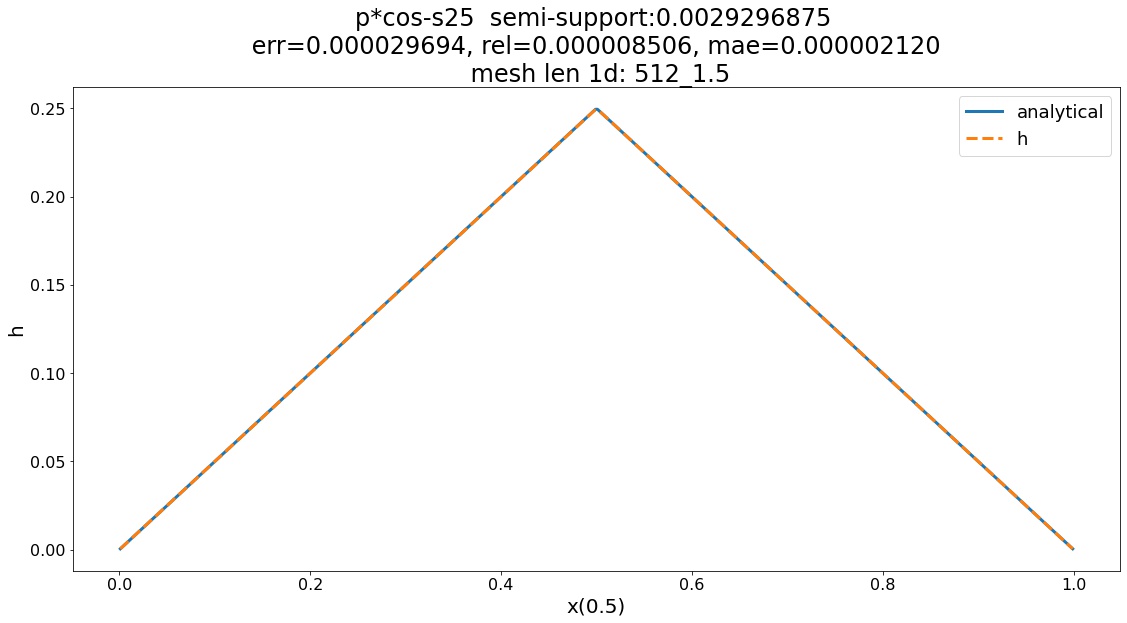 p*cos-s25 semi-support:0.0029296875
err=0.000029694, rel=0.000008506, mae=0.000002120
mesh len 1d: 512_1.5
analytical
h
0.25
0.20
0.15
0.10
0.05
0.00
h
0.0 0.2 0.4 0.6 0.8 1.0
x(0.5)